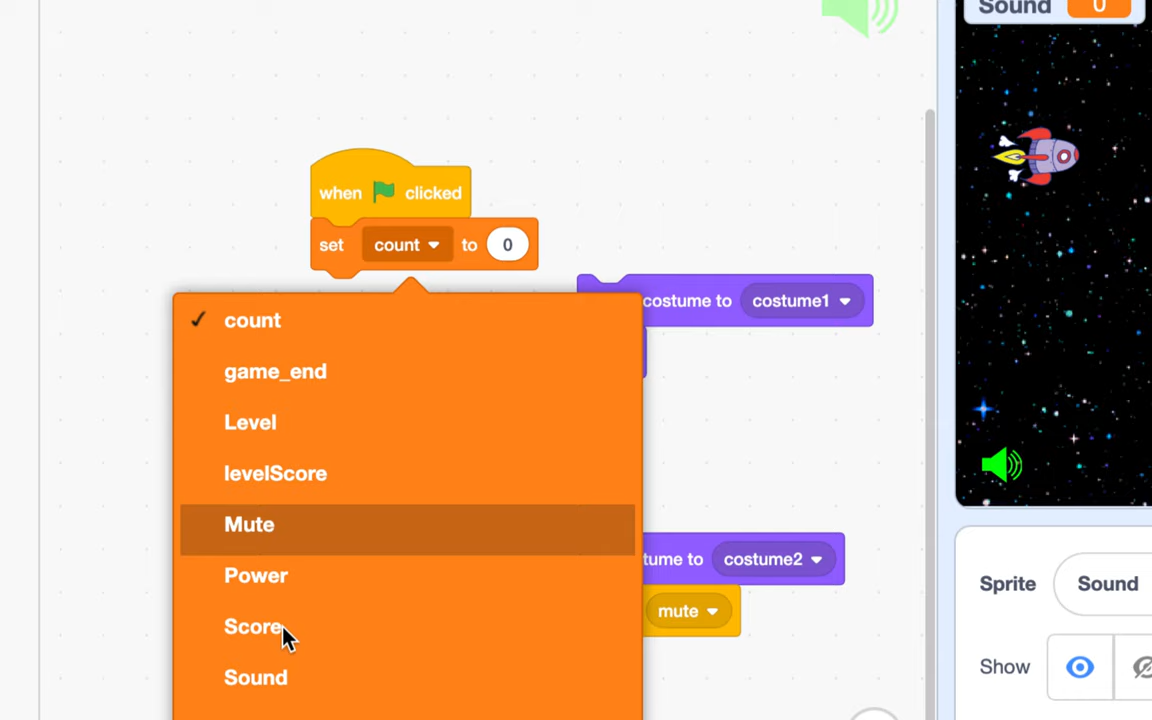 Sound 0
when clicked
set count to 0
costume to costume1
count
game_end
Level
levelScore
Mute
Power
Score
Sound
tume to costume2
mute
Sprite Sound
Show